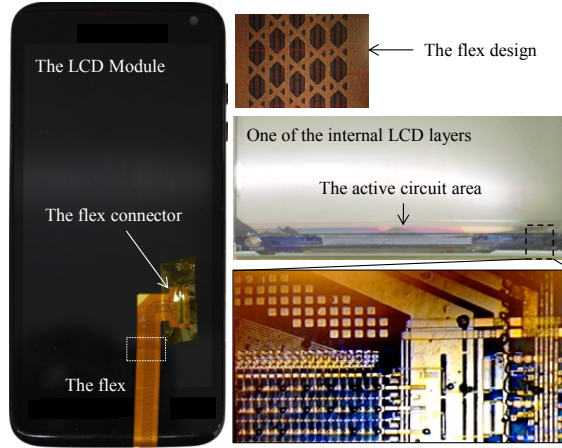 The LCD Module
The flex design
One of the internal LCD layers
The active circuit area
The flex connector
The flex